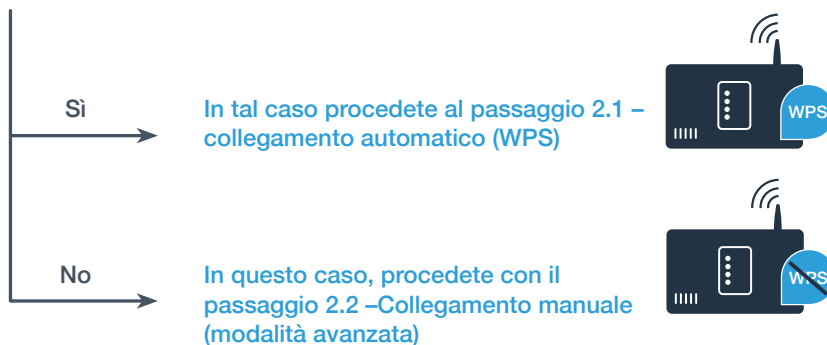 Sì
In tal caso procedete al passaggio 2.1 –
collegamento automatico (WPS)
WPS
No
In questo caso, procedete con il
passaggio 2.2 –Collegamento manuale
(modalità avanzata)
WPS